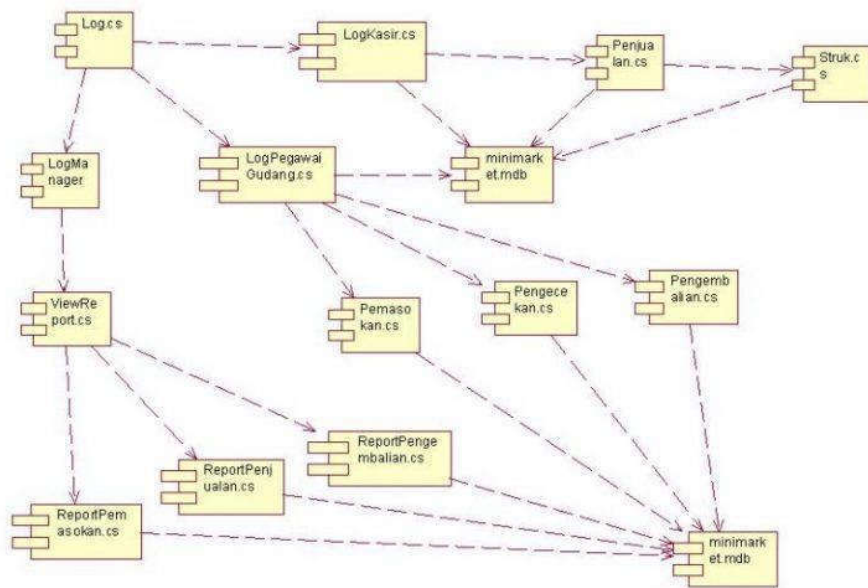 Log.cs
LogKasir.cs
Penjua
lan.cs
Struk.c
s
LogMa
nager
LogPegawai
Gudang.cs
minimark
et.mdb
ViewRe
port.cs
Pemaso
kan.cs
Pengece
kan.cs
Pengemb
alian.cs
ReportPem
asokan.cs
ReportPenj
ualan.cs
ReportPenge
mbalian.cs
minimark
et.mdb